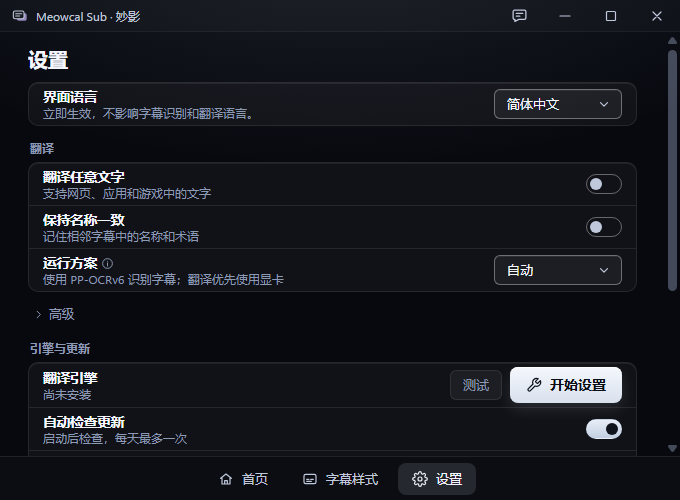 Meowcal Sub · 妙影
设置
界面语言
立即生效，不影响字幕识别和翻译语言。
简体中文
翻译
翻译任意文字
支持网页、应用和游戏中的文字
保持名称一致
记住相邻字幕中的名称和术语
运行方案
使用 PP-OCRv6 识别字幕；翻译优先使用显卡
自动
高级
引擎与更新
翻译引擎
尚未安装
测试
开始设置
自动检查更新
启动后检查，每天最多一次
首页
字幕样式
设置